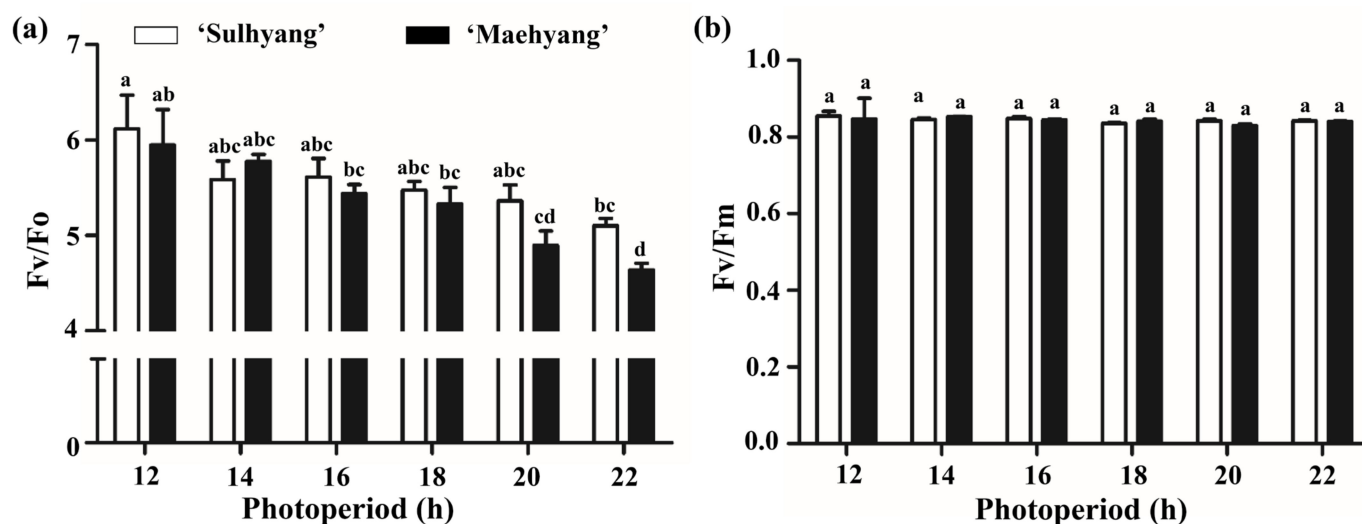 (a) ‘Sulhyang’ ‘Maehyang’
7
6
5
4
0
Fv/Fo
a ab abc abc abc bc abc bc abc cd bc d
12 14 16 18 20 22
Photoperiod (h)
(b)
1.0
0.8
0.6
0.4
0.2
0.0
Fv/Fm
a a a a a a a a a a a a
12 14 16 18 20 22
Photoperiod (h)